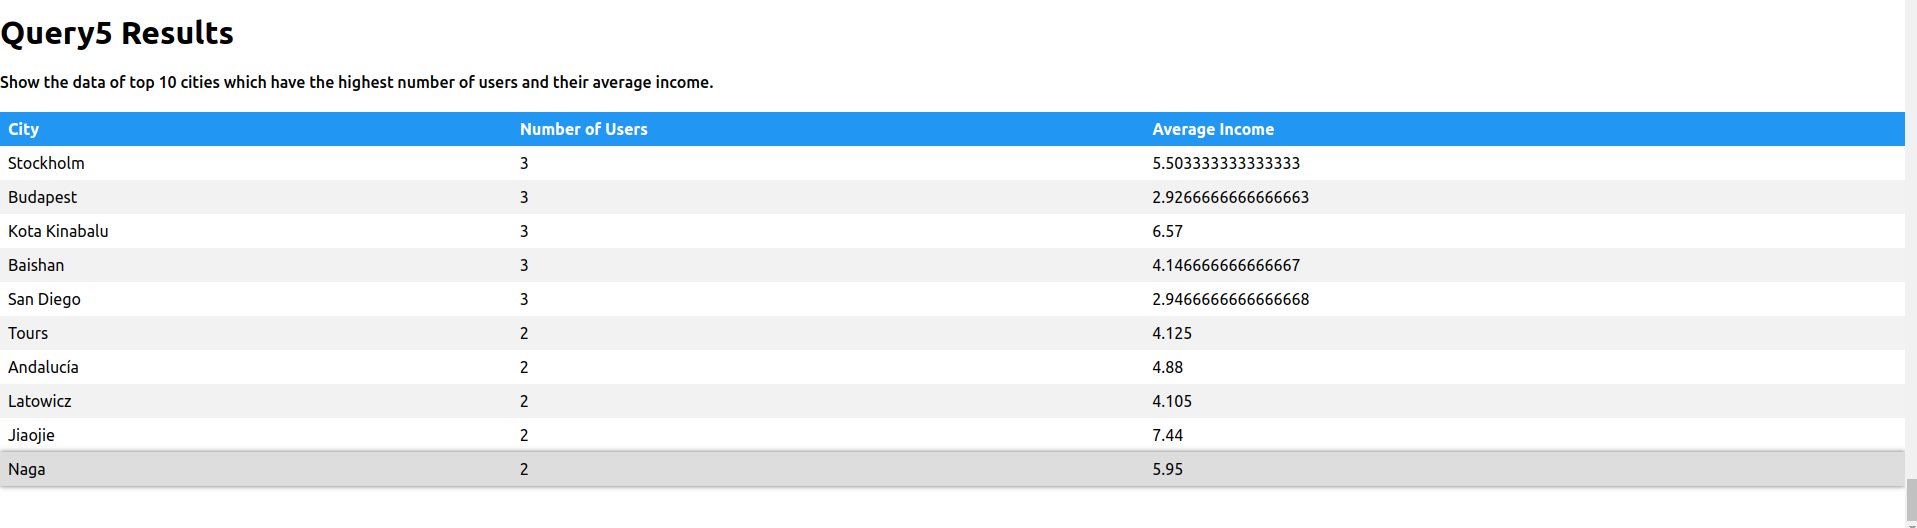 Query5 Results
Show the data of top 10 cities which have the highest number of users and their average income.
City Number of Users Average Income
Stockholm 3 5.503333333333333
Budapest 3 2.9266666666666663
Kota Kinabalu 3 6.57
Baishan 3 4.146666666666667
San Diego 3 2.9466666666666668
Tours 2 4.125
Andalucía 2 4.88
Latowicz 2 4.105
Jiaojie 2 7.44
Naga 2 5.95